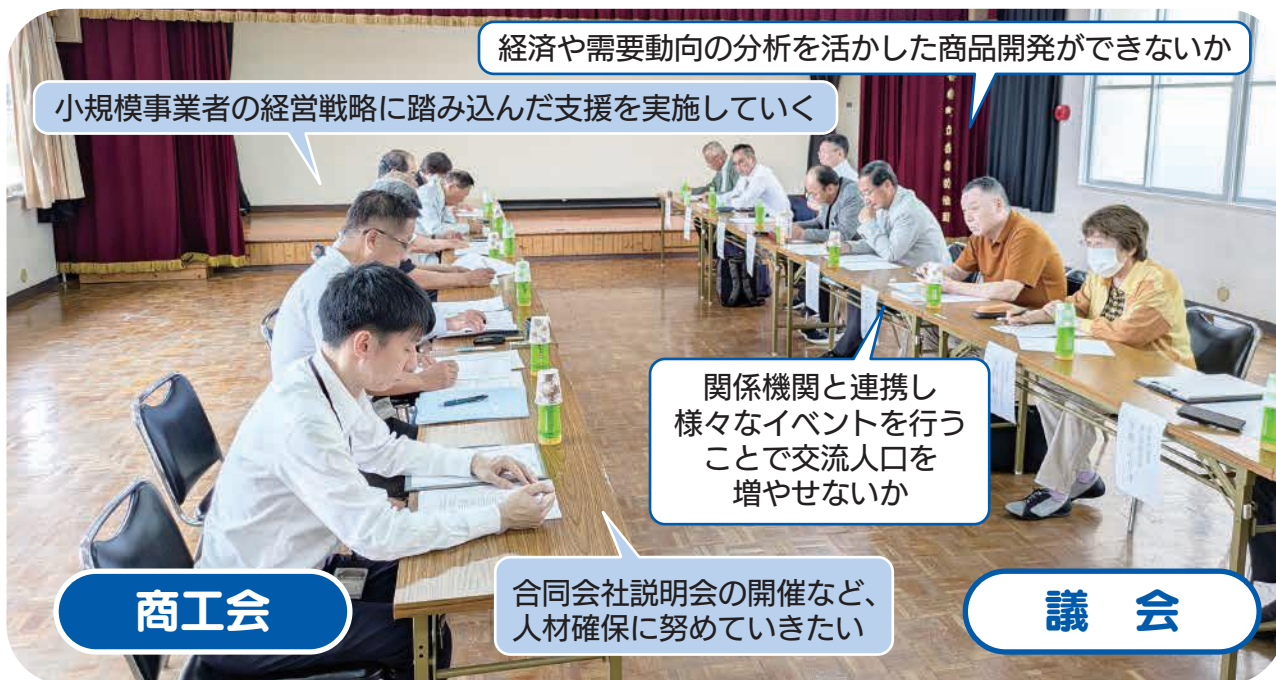 経済や需要動向の分析を活かした商品開発ができないか
小規模事業者の経営戦略に踏み込んだ支援を実施していく
関係機関と連携し
様々なイベントを行う
ことで交流人口を
増やせないか
合同会社説明会の開催など、
人材確保に努めていきたい
商工会
議 会